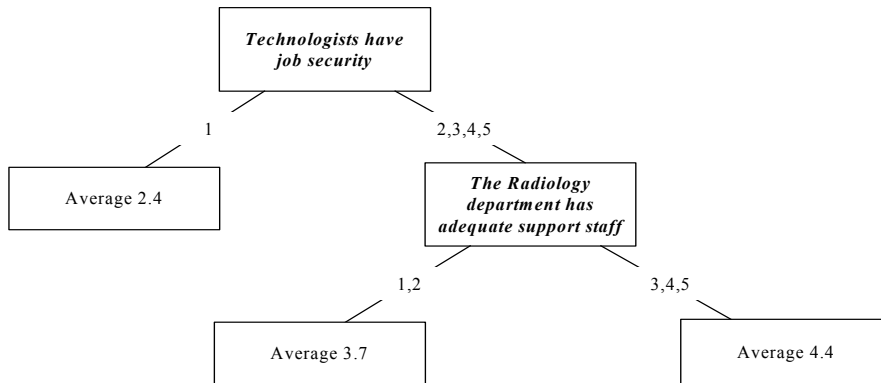 Technologists have
job security
1
2,3,4,5
Average 2.4
The Radiology
department has
adequate support staff
1,2
3,4,5
Average 3.7
Average 4.4